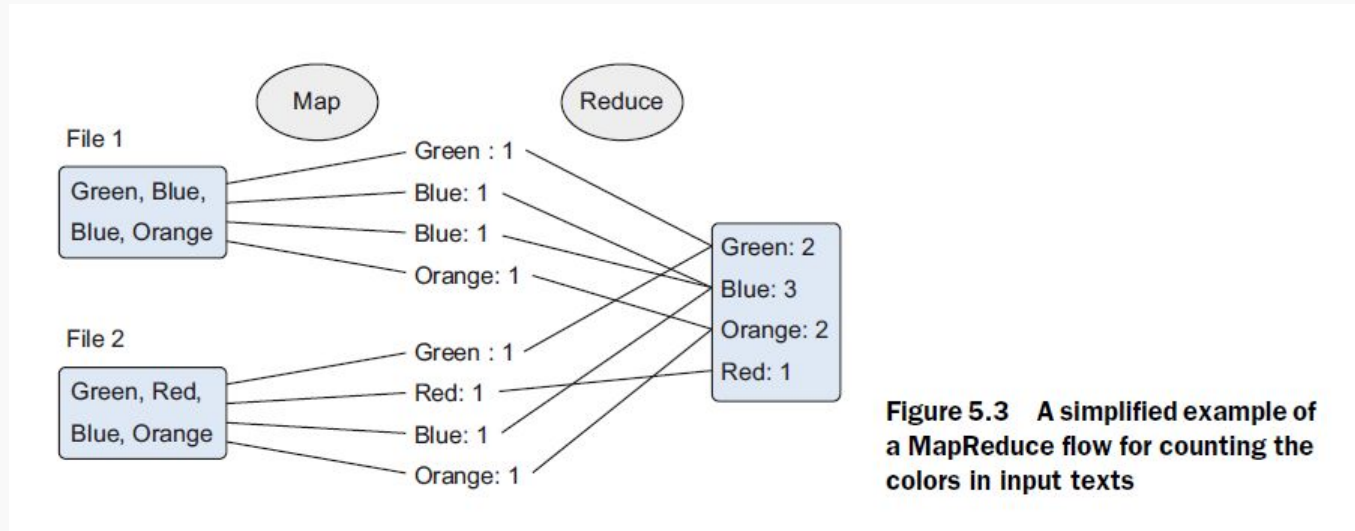 Map
Reduce
File 1
Green, Blue,
Blue, Orange
Green : 1
Blue: 1
Blue: 1
Orange: 1
File 2
Green, Red,
Blue, Orange
Green : 1
Red: 1
Blue: 1
Orange: 1
Green: 2
Blue: 3
Orange: 2
Red: 1
Figure 5.3 A simplified example of
a MapReduce flow for counting the
colors in input texts